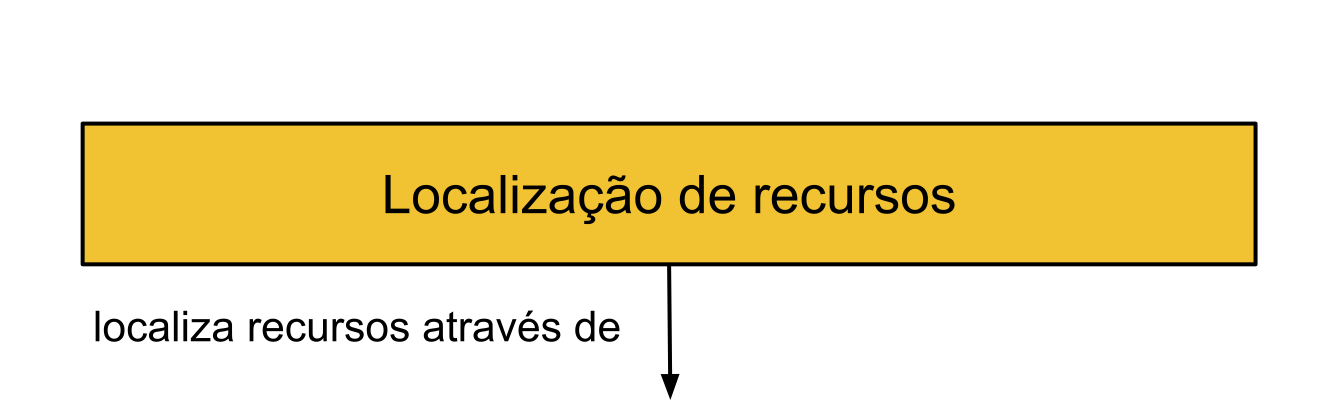 Localização de recursos
localiza recursos através de